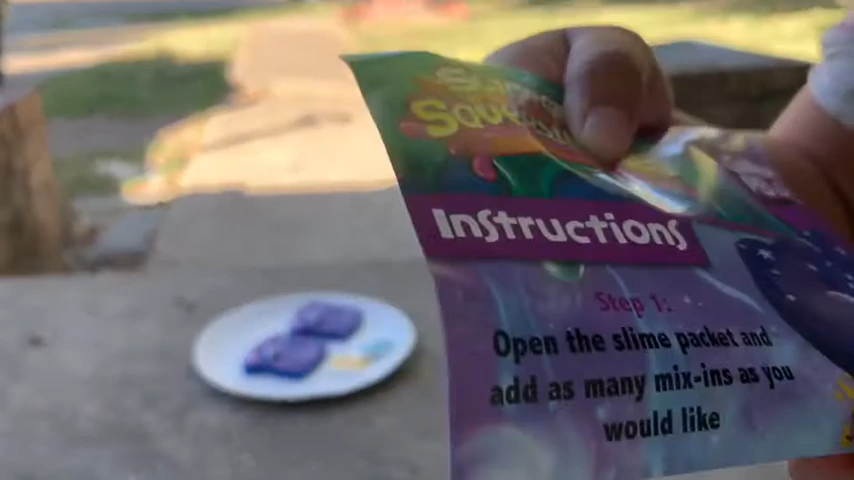 Instructions
Step 1:
Open the slime packet and
add as many mix-ins as you
would like